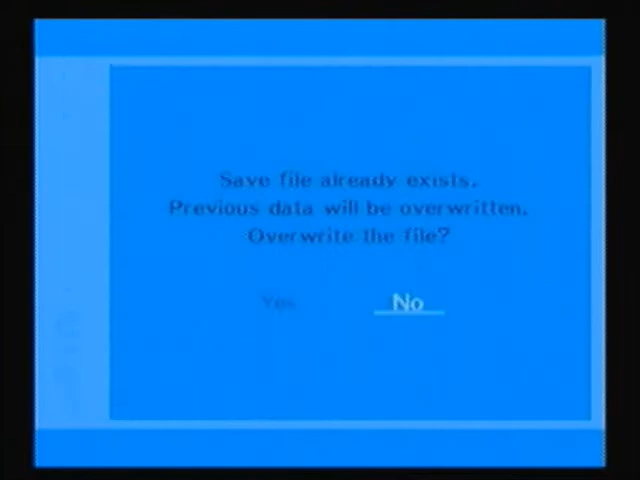 Save file already exists.
Previous data will be overwritten.
Overwrite the file?
Yes No